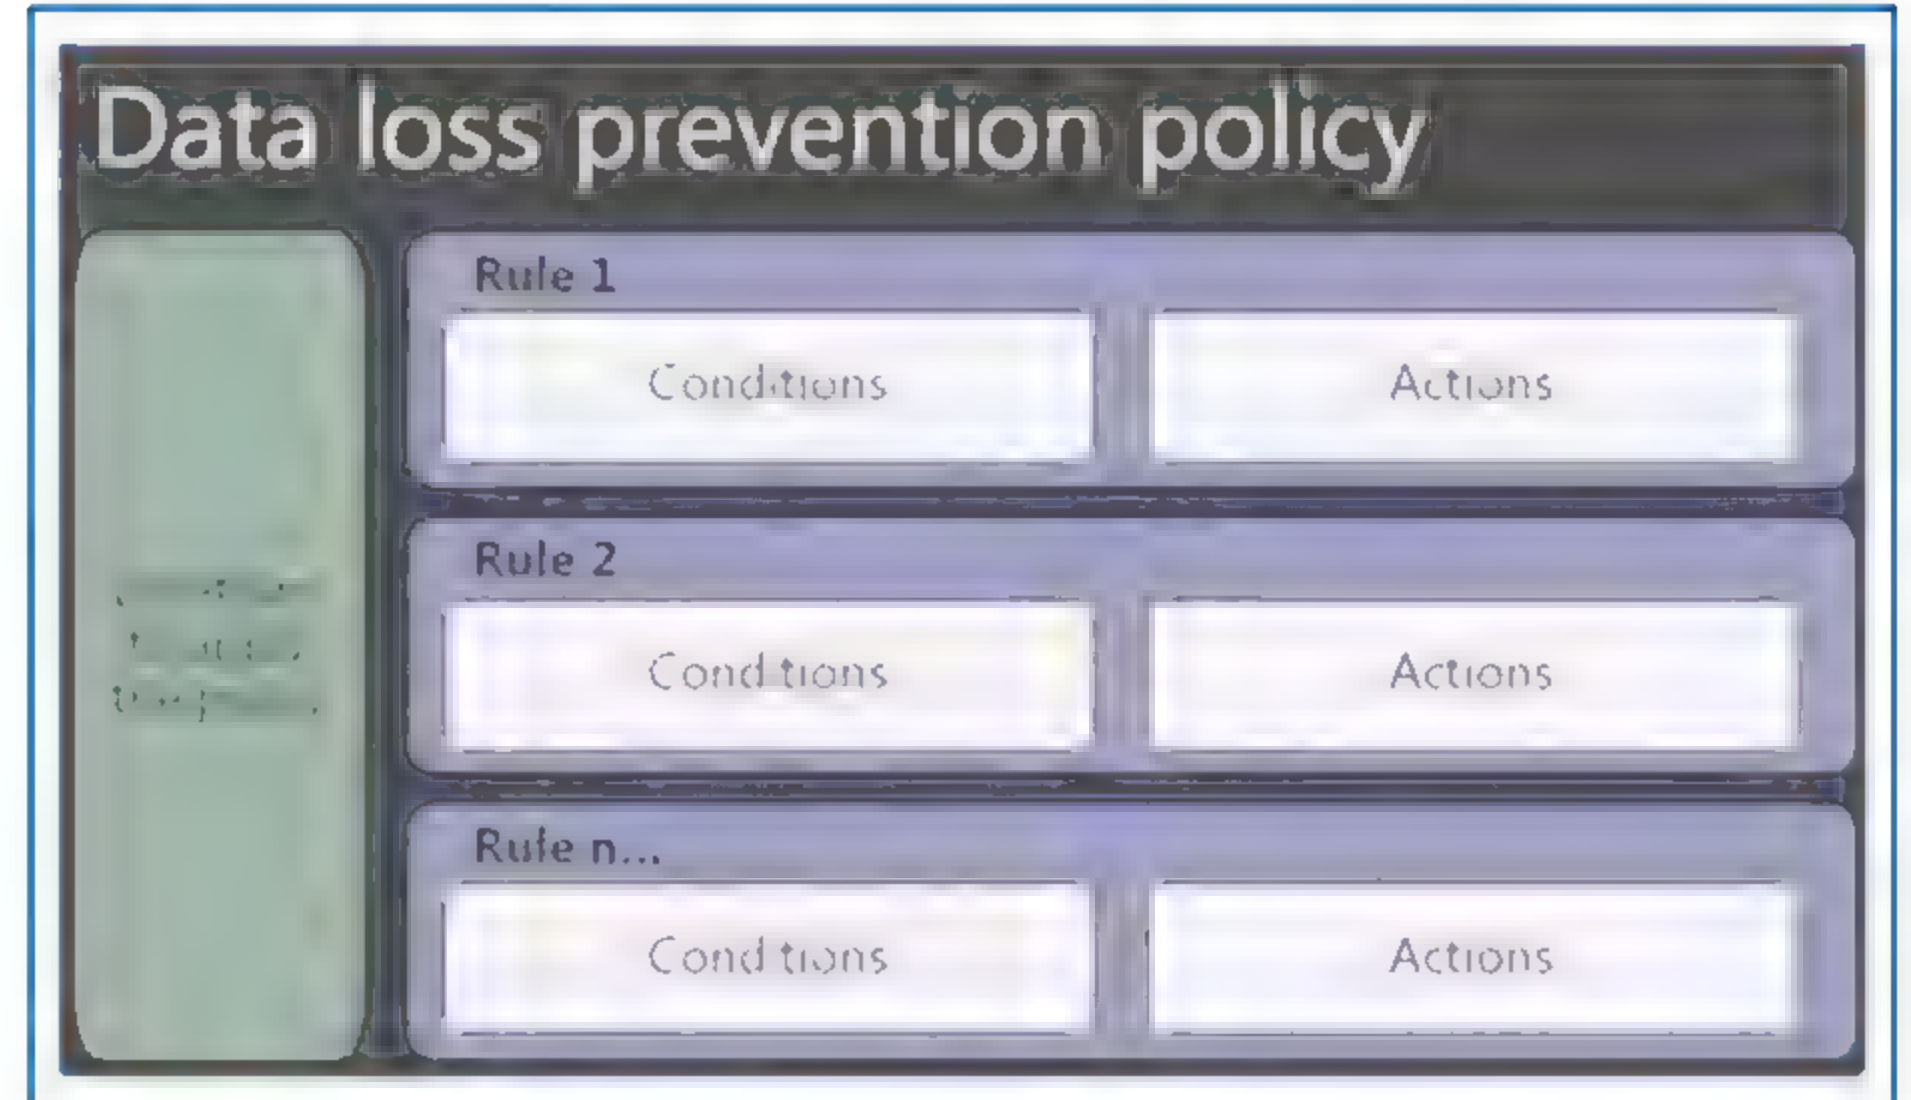 Data loss prevention policy
Rule 1
Conditions
Actions
Rule 2
Conditions
Actions
Rule n...
Conditions
Actions